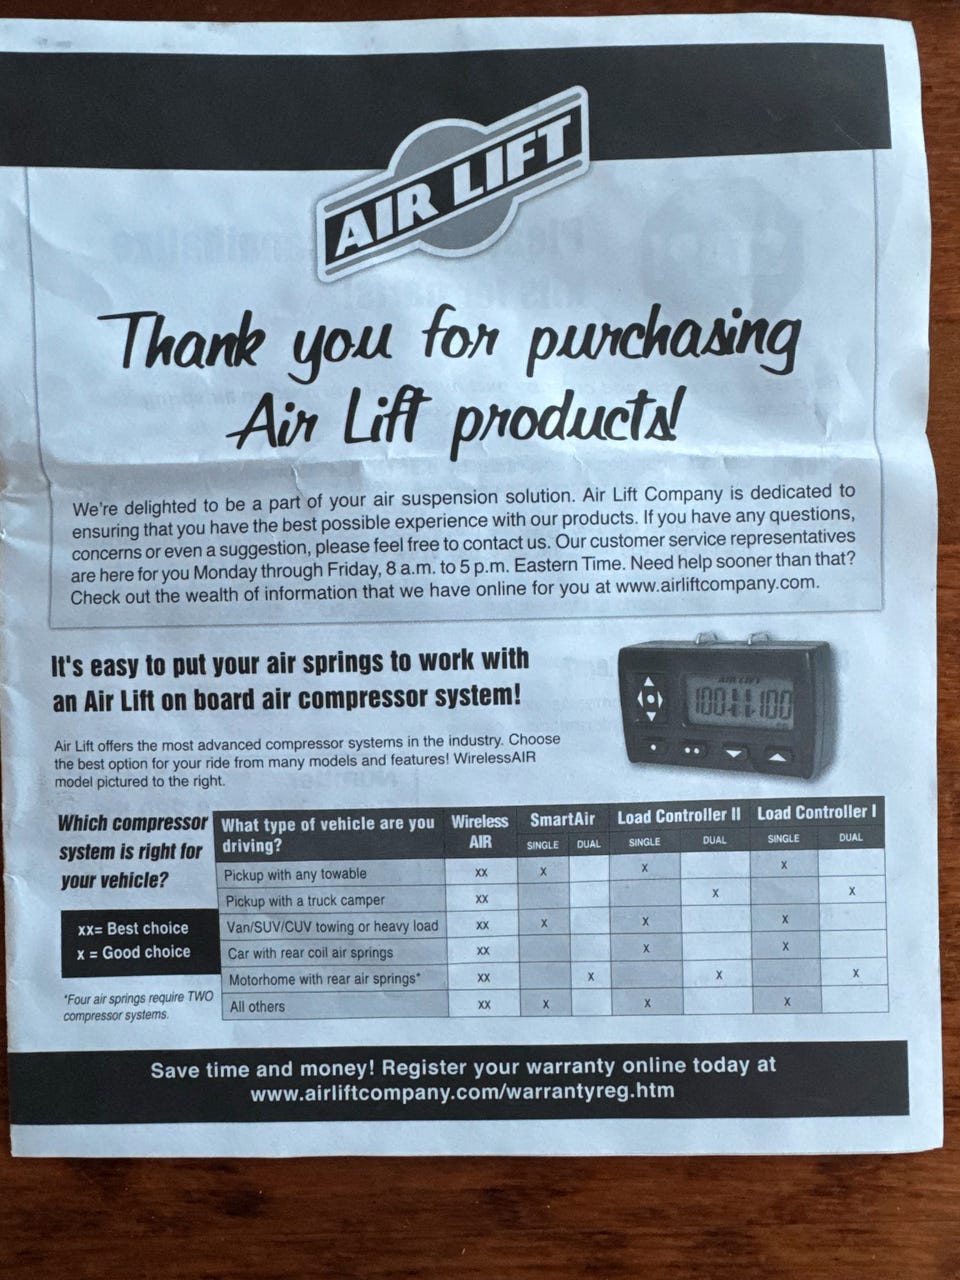 AIR LIFT
Thank you for purchasing
Air Lift products!
We're delighted to be a part of your air suspension solution. Air Lift Company is dedicated to
ensuring that you have the best possible experience with our products. If you have any questions,
concerns or even a suggestion, please feel free to contact us. Our customer service representatives
are here for you Monday through Friday, 8 a.m. to 5 p.m. Eastern Time. Need help sooner than that?
Check out the wealth of information that we have online for you at www.airliftcompany.com.
It's easy to put your air springs to work with
an Air Lift on board air compressor system!
Air Lift offers the most advanced compressor systems in the industry. Choose
the best option for your ride from many models and features! WirelessAIR
model pictured to the right.
AIR LIFT
100 100
Which compressor
system is right for
your vehicle?
xx= Best choice
x = Good choice
*Four air springs require TWO
compressor systems.
What type of vehicle are you driving? Wireless AIR SmartAir Load Controller II Load Controller I
SINGLE DUAL SINGLE DUAL SINGLE DUAL
Pickup with any towable xx x x x
Pickup with a truck camper xx x x
Van/SUV/CUV towing or heavy load xx x x x
Car with rear coil air springs xx x x
Motorhome with rear air springs* xx x x x
All others xx x x x
Save time and money! Register your warranty online today at
www.airliftcompany.com/warrantyreg.htm